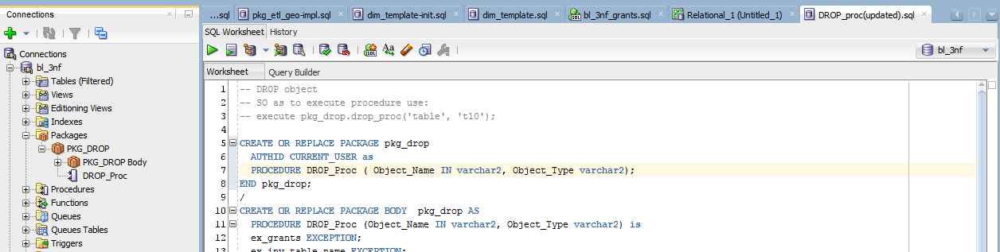 Connections
...sql
pkg_etl_geo-impl.sql
dim_template-init.sql
dim_template.sql
bl_3nf_grants.sql
Relational_1 (Untitled_1)
DROP_proc(updated).sql
SQL Worksheet History
bl_3nf
Worksheet Query Builder
Connections
bl_3nf
Tables (Filtered)
Views
Editioning Views
Indexes
Packages
PKG_DROP
PKG_DROP Body
DROP_Proc
Procedures
Functions
Queues
Queues Tables
Triggers
1 -- DROP object
2 -- SO as to execute procedure use:
3 -- execute pkg_drop.drop_proc('table', 't10');
4
5 CREATE OR REPLACE PACKAGE pkg_drop
6 AUTHID CURRENT_USER as
7 PROCEDURE DROP_Proc ( Object_Name IN varchar2, Object_Type varchar2);
8 END pkg_drop;
9 /
10 CREATE OR REPLACE PACKAGE BODY pkg_drop AS
11 PROCEDURE DROP_Proc (Object_Name IN varchar2, Object_Type varchar2) is
12 ex_grants EXCEPTION;
13 ex_inv_table_name EXCEPTION;